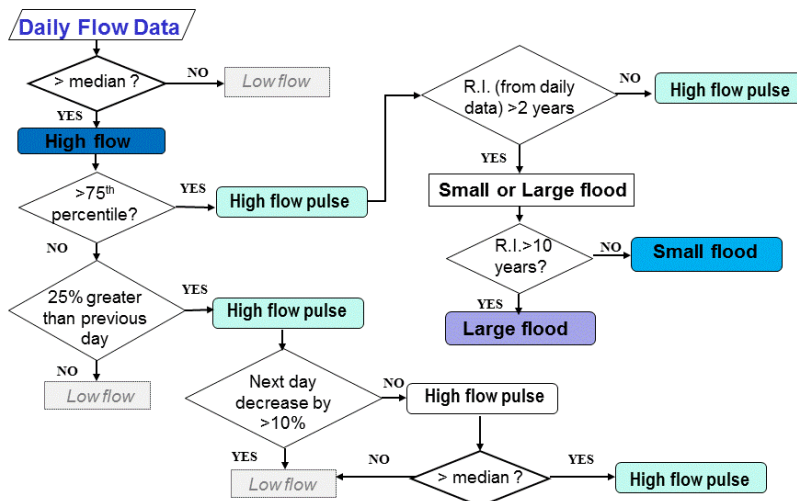 Daily Flow Data
> median ?
NO
Low flow
YES
High flow
>75th
percentile?
YES
High flow pulse
NO
25% greater
than previous
day
YES
High flow pulse
NO
Low flow
Next day
decrease by
>10%
NO
High flow pulse
YES
Low flow
NO
> median ?
YES
High flow pulse
R.I. (from daily
data) >2 years
NO
High flow pulse
YES
Small or Large flood
R.I.>10
years?
NO
Small flood
YES
Large flood